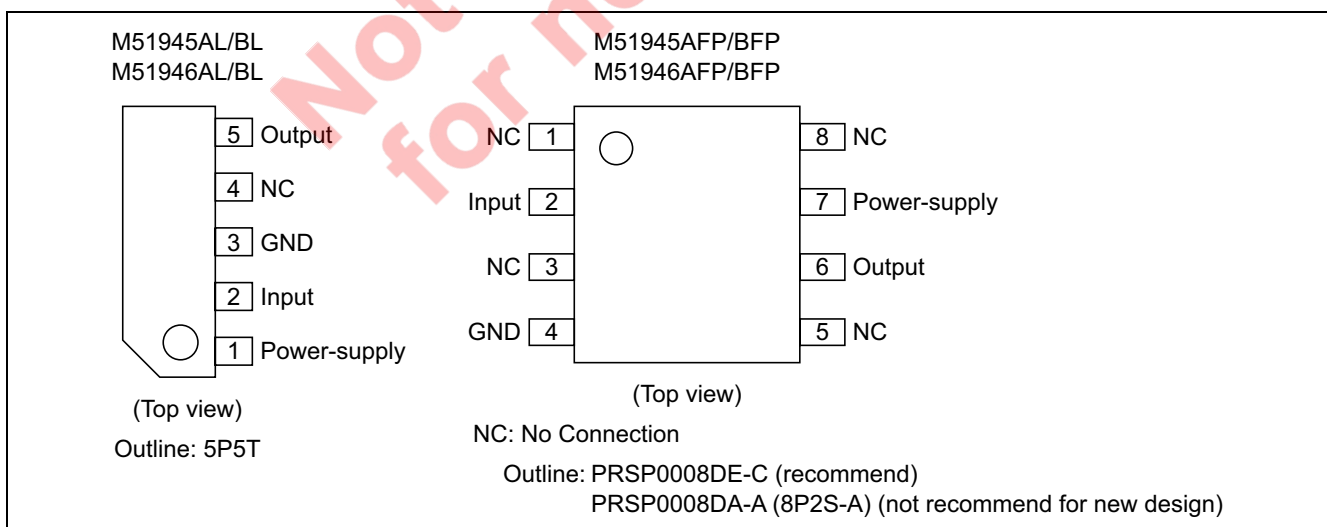 M51945AL/BL
M51946AL/BL
5 Output
4 NC
3 GND
2 Input
1 Power-supply
(Top view)
Outline: 5P5T
M51945AFP/BFP
M51946AFP/BFP
NC 1
Input 2
NC 3
GND 4
8 NC
7 Power-supply
6 Output
5 NC
(Top view)
NC: No Connection
Outline: PRSP0008DE-C (recommend)
PRSP0008DA-A (8P2S-A) (not recommend for new design)
Not
for